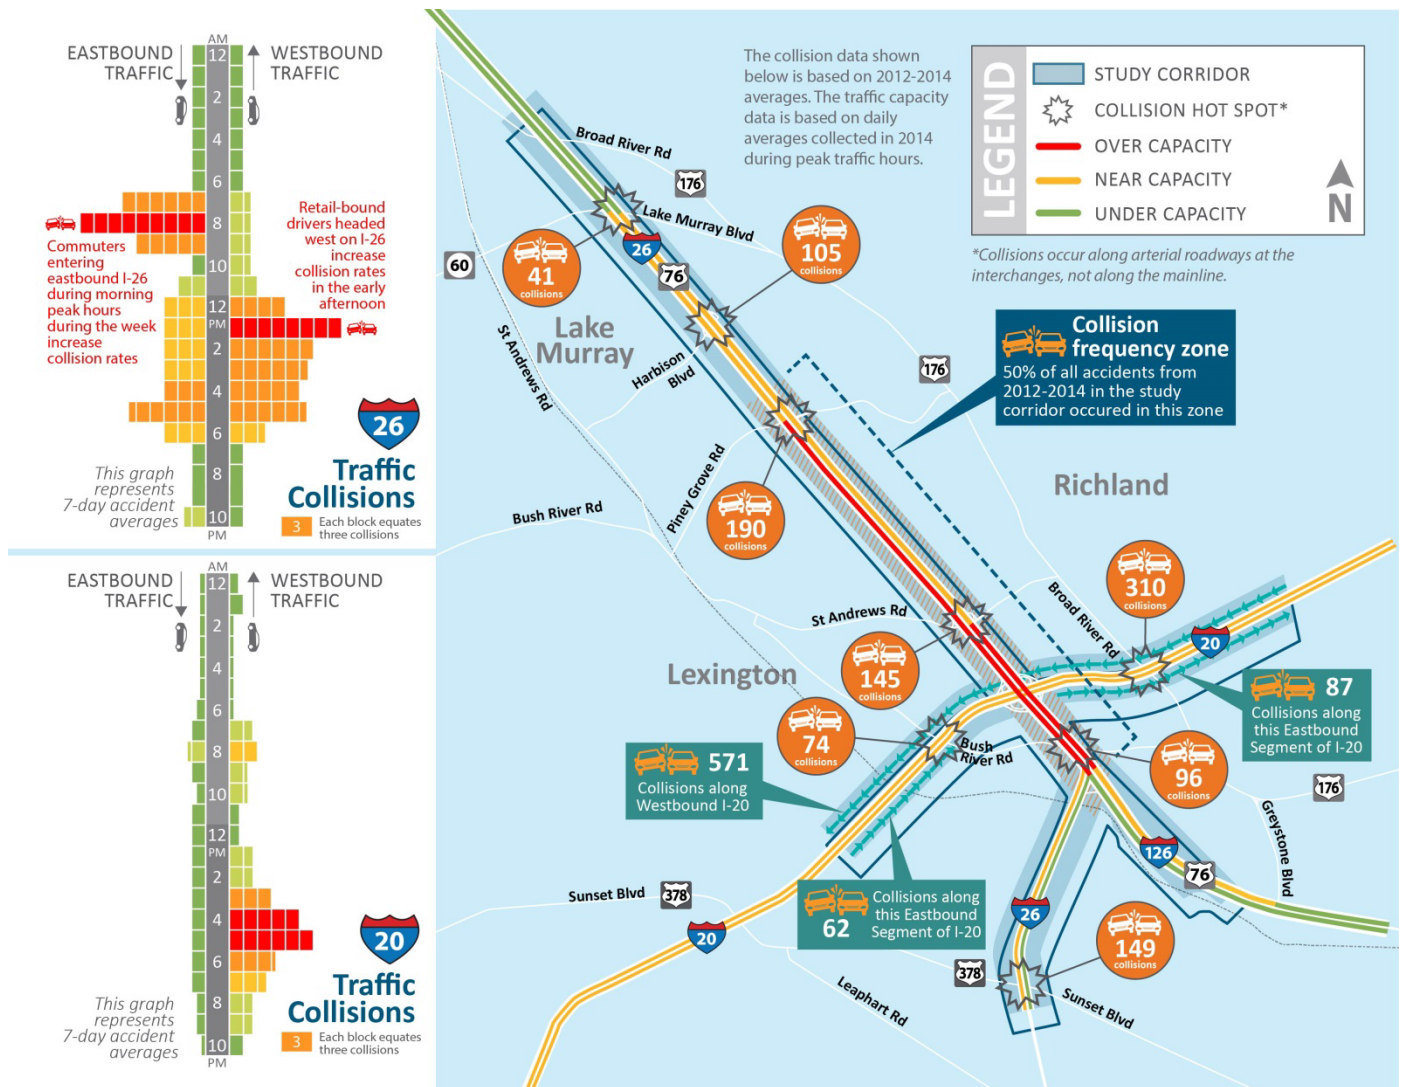 AM
EASTBOUND
TRAFFIC
WESTBOUND
TRAFFIC
12
2
4
6
8
10
12
PM
2
4
6
8
10
PM
Commuters
entering
eastbound I-26
during morning
peak hours
during the week
increase
collision rates
Retail-bound
drivers headed
west on I-26
increase
collision rates
in the early
afternoon
This graph
represents
7-day accident
averages
26
Traffic
Collisions
3
Each block equates
three collisions
AM
EASTBOUND
TRAFFIC
WESTBOUND
TRAFFIC
12
2
4
6
8
10
12
PM
2
4
6
8
10
PM
This graph
represents
7-day accident
averages
20
Traffic
Collisions
3
Each block equates
three collisions
The collision data shown
below is based on 2012-2014
averages. The traffic capacity
data is based on daily
averages collected in 2014
during peak traffic hours.
LEGEND
STUDY CORRIDOR
COLLISION HOT SPOT*
OVER CAPACITY
NEAR CAPACITY
UNDER CAPACITY
N
*Collisions occur along arterial roadways at the
interchanges, not along the mainline.
Broad River Rd
176
Lake Murray Blvd
60
41
collisions
26
76
105
collisions
Lake
Murray
St Andrews Rd
Harbison
Blvd
176
Collision
frequency zone
50% of all accidents from
2012-2014 in the study
corridor occured in this zone
Piney Grove Rd
190
collisions
Bush River Rd
Richland
310
collisions
Broad River Rd
St Andrews Rd
20
Lexington
145
collisions
87
Collisions along
this Eastbound
Segment of I-20
74
collisions
Bush
River Rd
571
Collisions along
Westbound I-20
96
collisions
176
Greystone Blvd
126
76
Sunset Blvd
378
62
Collisions along
this Eastbound
Segment of I-20
20
26
149
collisions
378
Leaphart Rd
Sunset Blvd